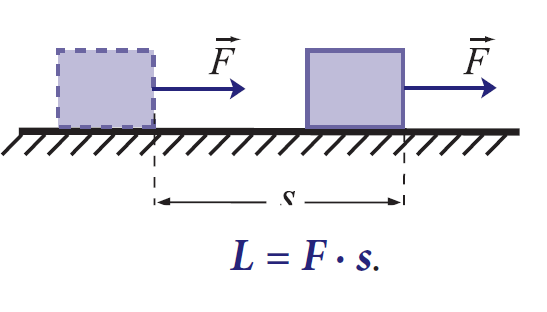 F⃗ F⃗
s
L = F · s.